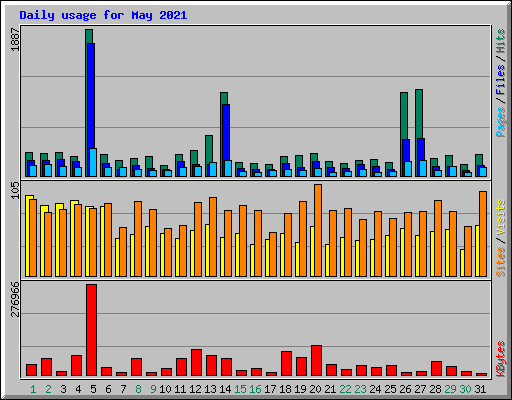 Daily usage for May 2021
1887
Pages / Files / Hits
105
Sites / Visits
276966
KBytes
1 2 3 4 5 6 7 8 9 10 11 12 13 14 15 16 17 18 19 20 21 22 23 24 25 26 27 28 29 30 31